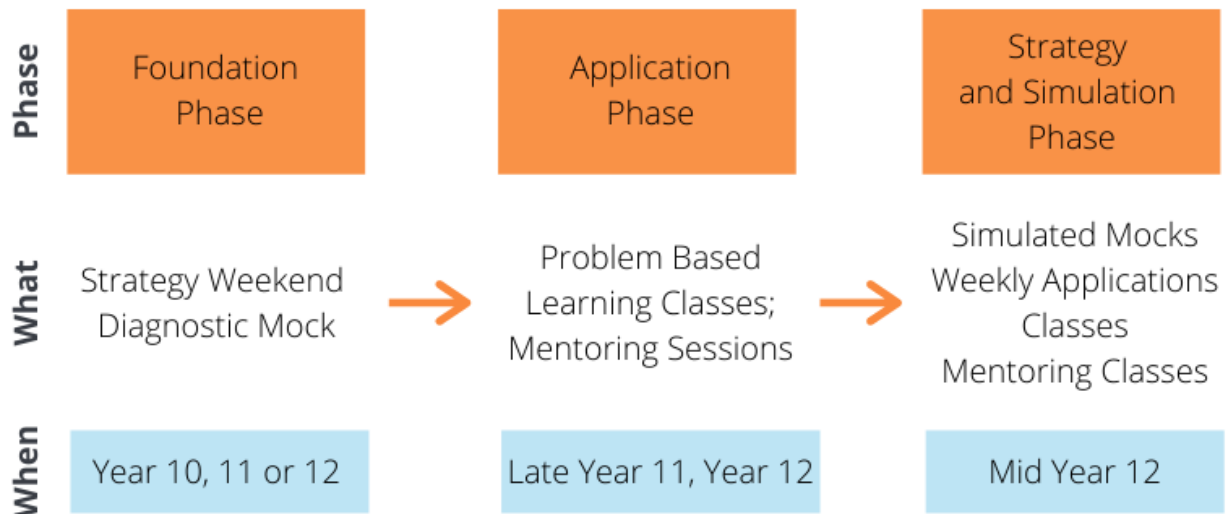 Phase
Foundation
Phase
Application
Phase
Strategy
and Simulation
Phase
What
Strategy Weekend
Diagnostic Mock
Problem Based
Learning Classes;
Mentoring Sessions
Simulated Mocks
Weekly Applications
Classes
Mentoring Classes
When
Year 10, 11 or 12
Late Year 11, Year 12
Mid Year 12